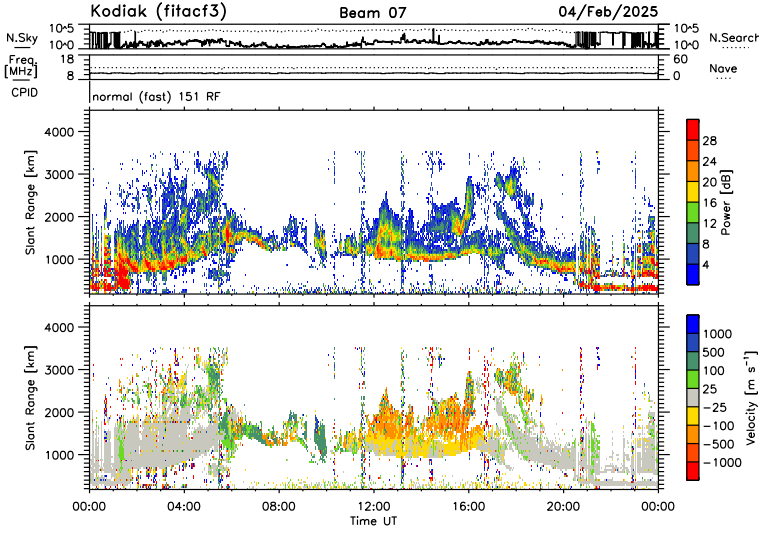 Kodiak (fitacf3) Beam 07 04/Feb/2025
N.Sky 10^5 10^0 10^5 10^0 N.Search
Freq. [MHz] 18 8 60 0 Nave
CPID normal (fast) 151 RF
Slant Range [km] 4000 3000 2000 1000
28 24 20 16 12 8 4 Power [dB]
Slant Range [km] 4000 3000 2000 1000
1000 500 100 25 −25 −100 −500 −1000 Velocity [m s^-1]
00:00 04:00 08:00 12:00 16:00 20:00 00:00
Time UT